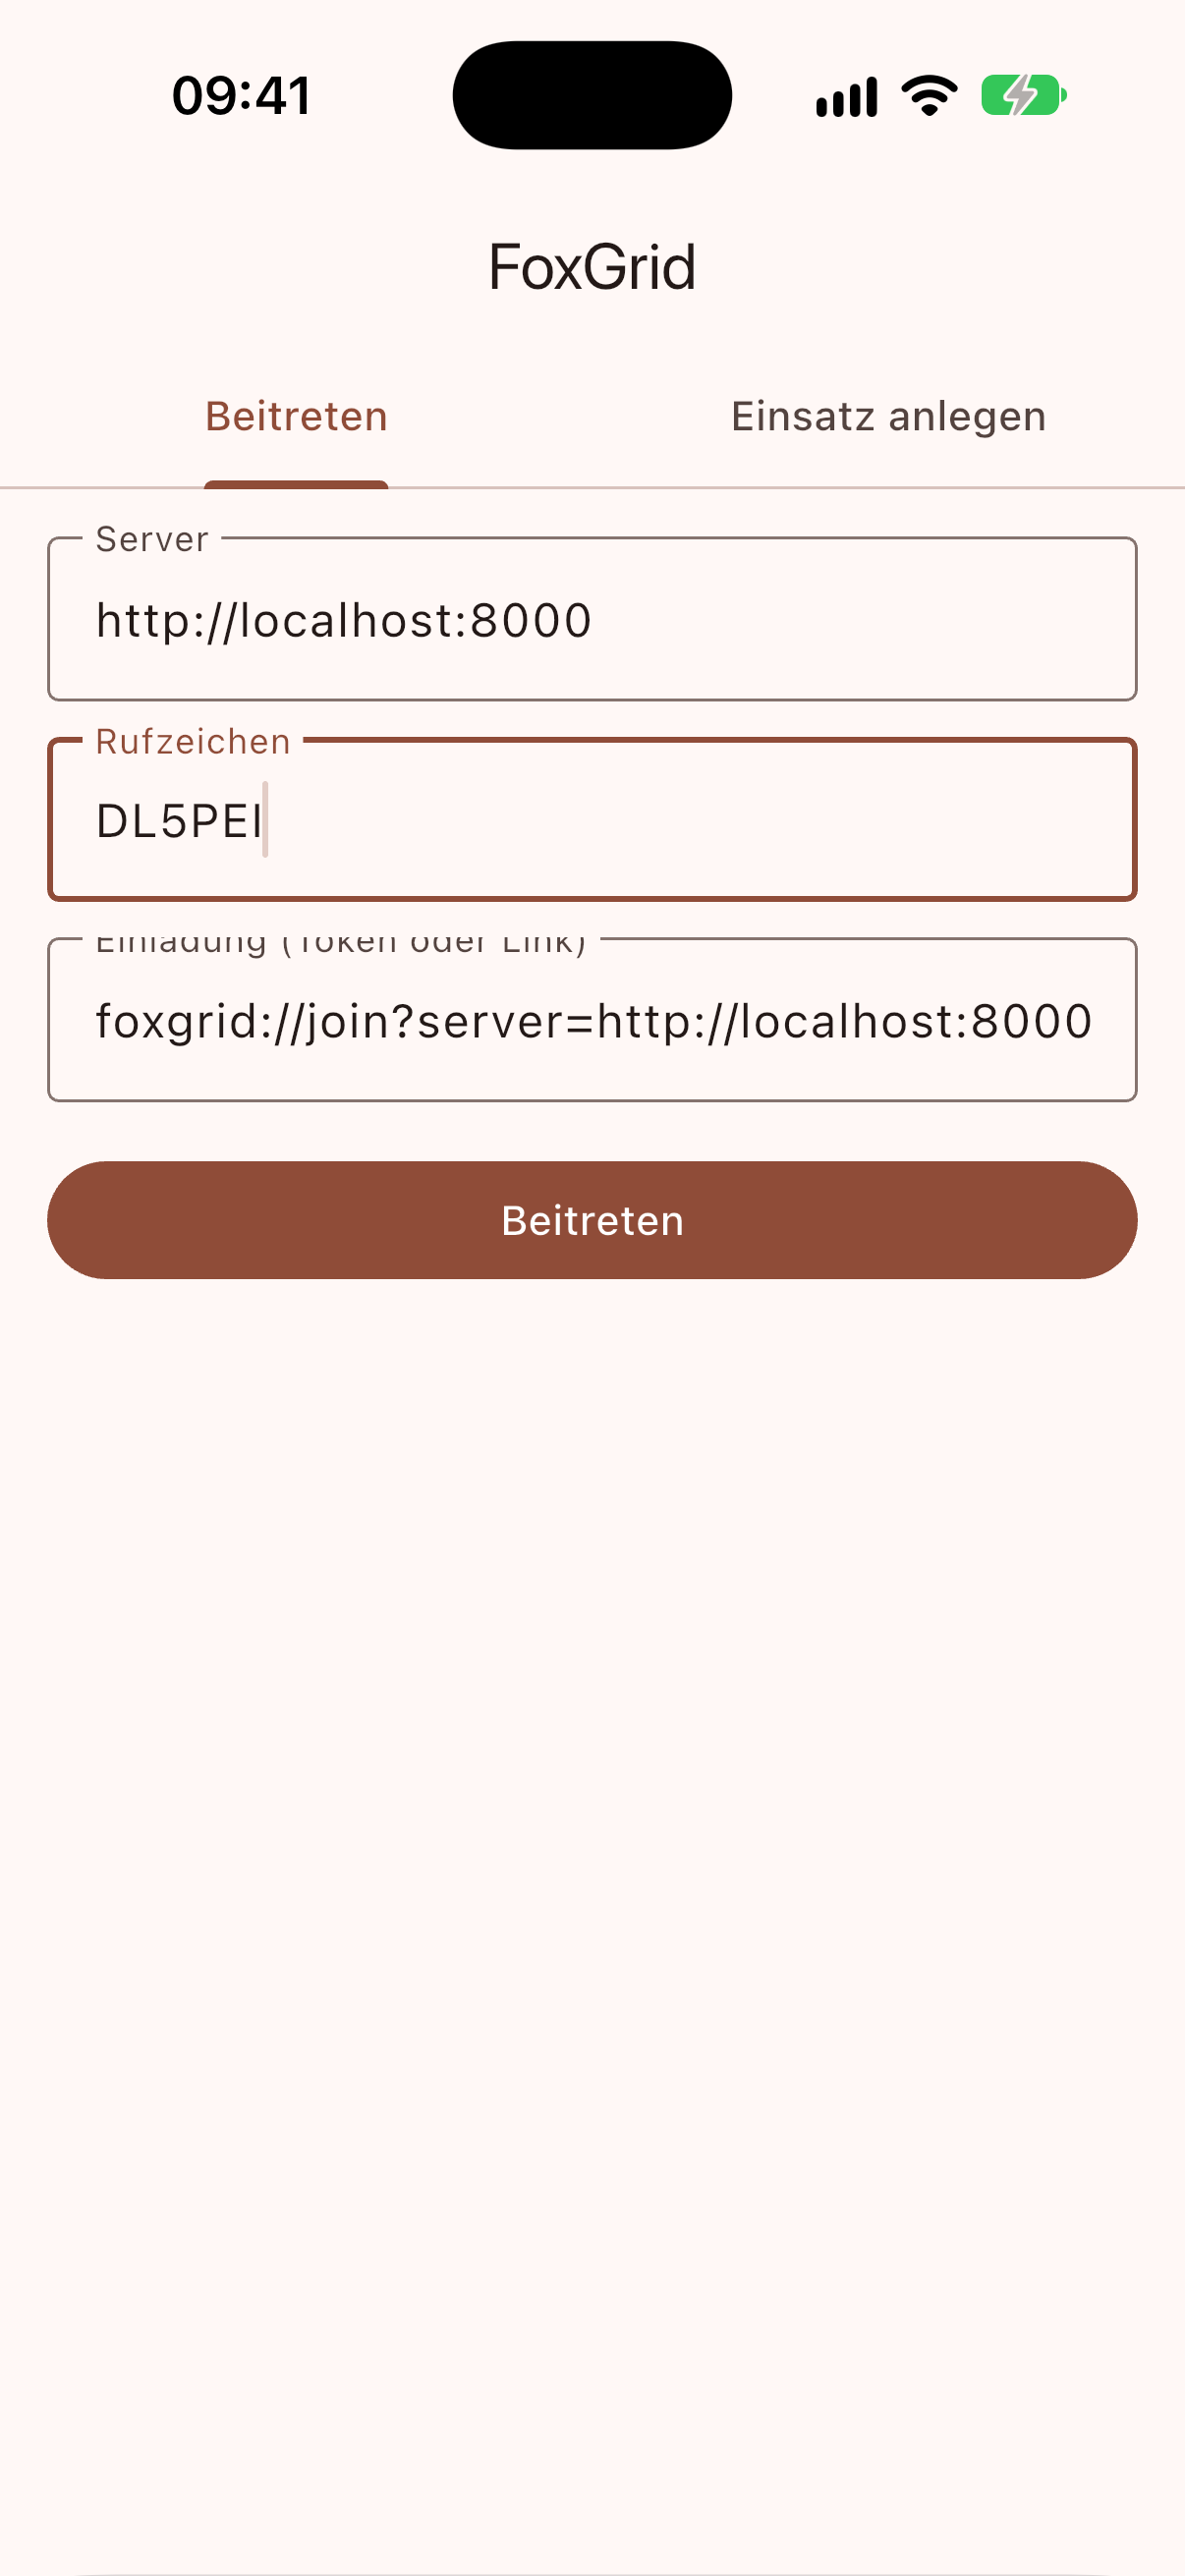 09:41
FoxGrid
Beitreten
Einsatz anlegen
Server
http://localhost:8000
Rufzeichen
DL5PEI
Einladung (Token oder Link)
foxgrid://join?server=http://localhost:8000
Beitreten